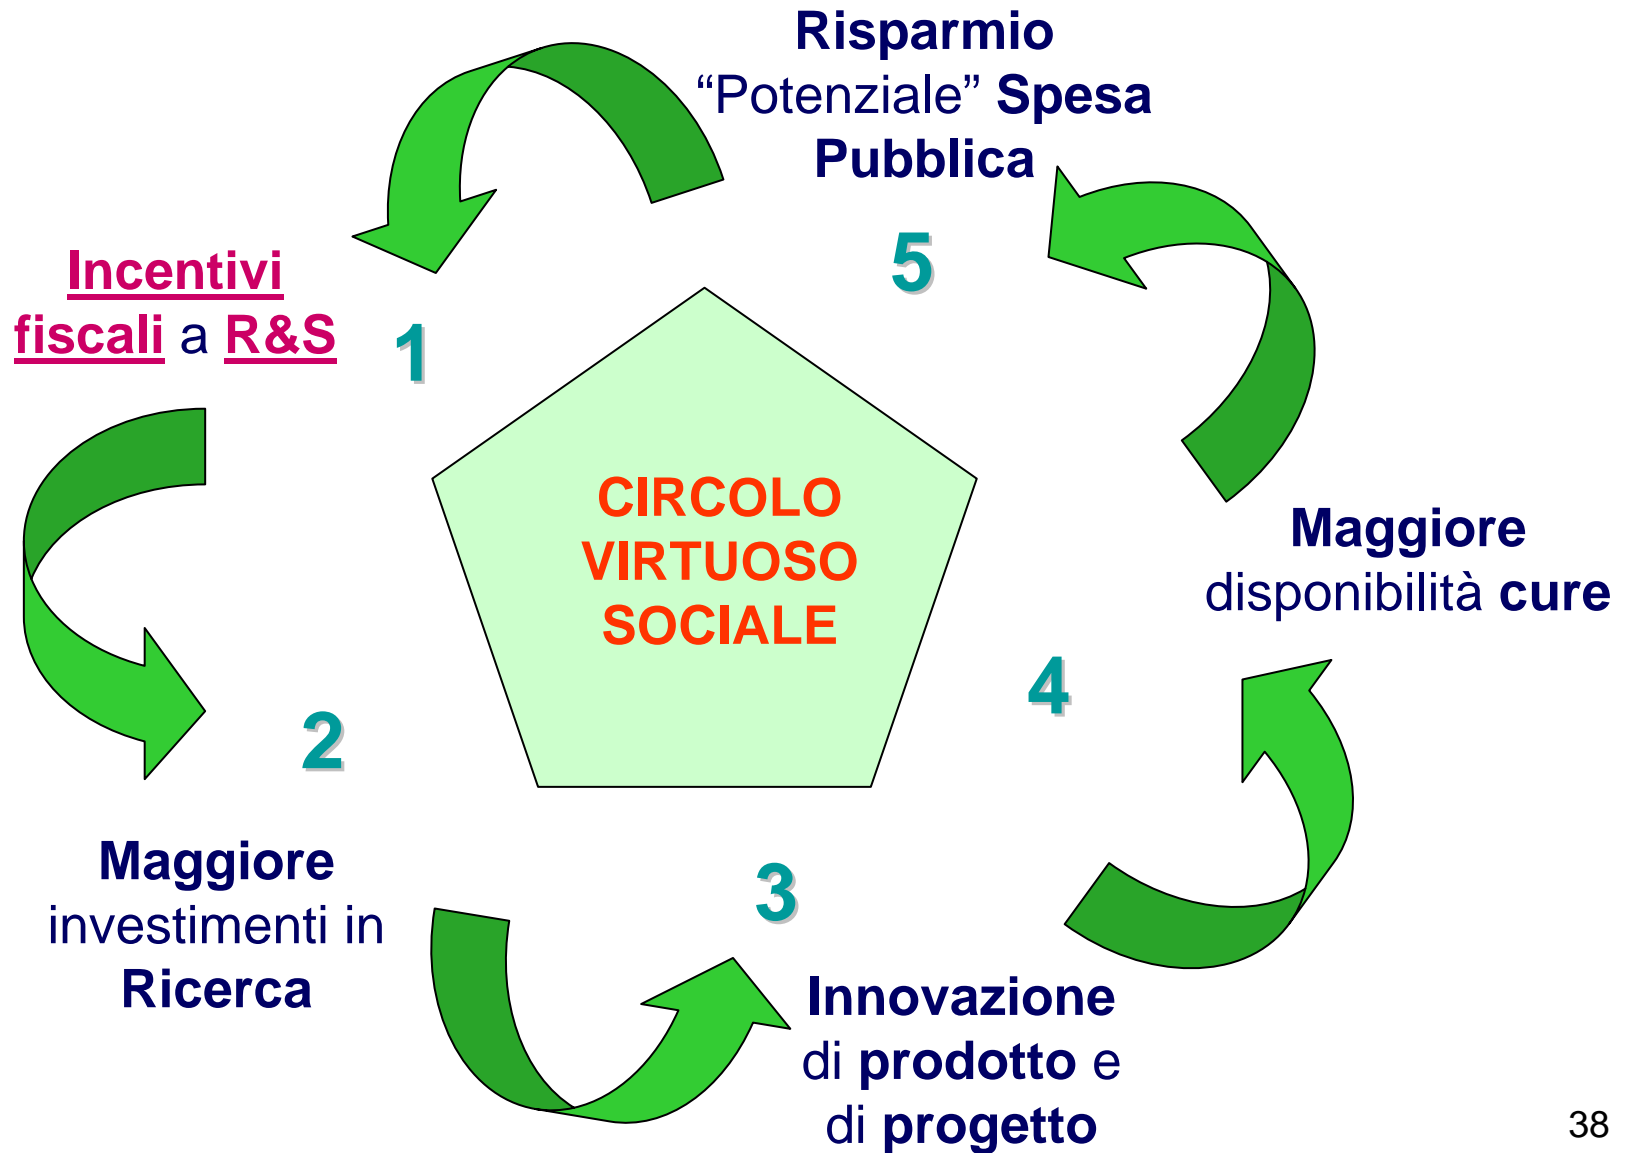 Risparmio
“Potenziale” Spesa
Pubblica
5
Incentivi
fiscali a R&S
1
CIRCOLO
VIRTUOSO
SOCIALE
Maggiore
disponibilità cure
4
2
Maggiore
investimenti in
Ricerca
3
Innovazione
di prodotto e
di progetto
38